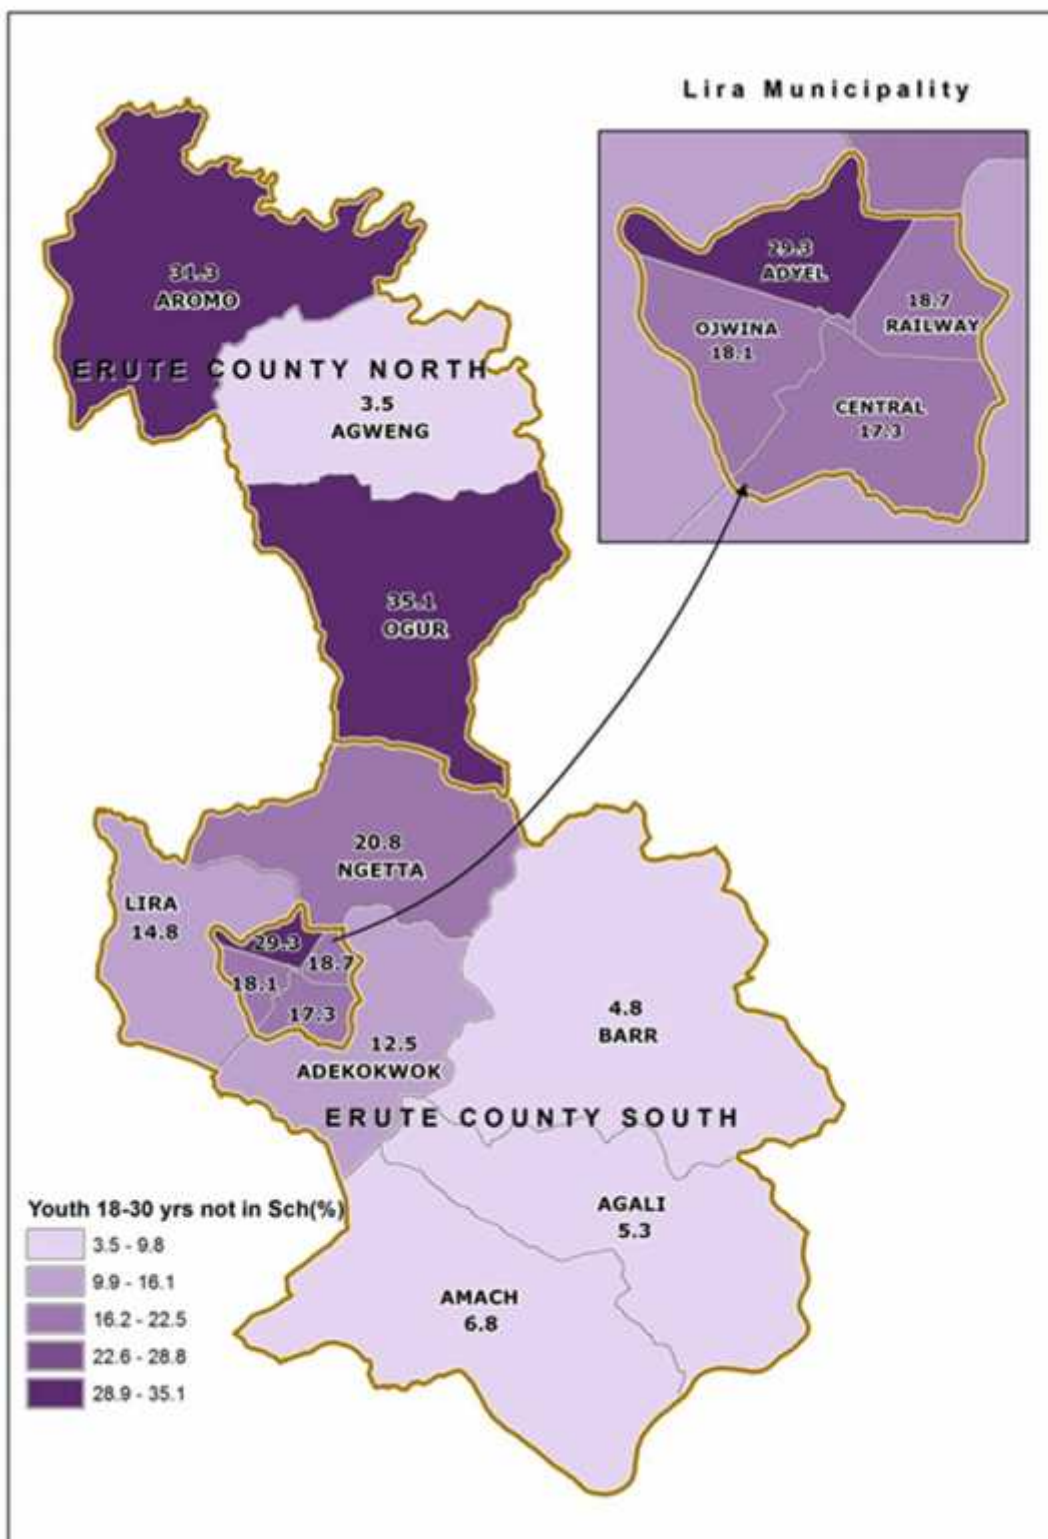 Lira Municipality
29.3
ADYEL
18.7
RAILWAY
OJWINA
18.1
CENTRAL
17.3
31.3
AROMO
ERUTE COUNTY NORTH
3.5
AGWENG
35.1
OGUR
20.8
NGETTA
LIRA
14.8
29.3
18.7
18.1
17.3
12.5
ADEKOKWOK
4.8
BARR
ERUTE COUNTY SOUTH
AGALI
5.3
AMACH
6.8
Youth 18-30 yrs not in Sch(%)
3.5 - 9.8
9.9 - 16.1
16.2 - 22.5
22.6 - 28.8
28.9 - 35.1